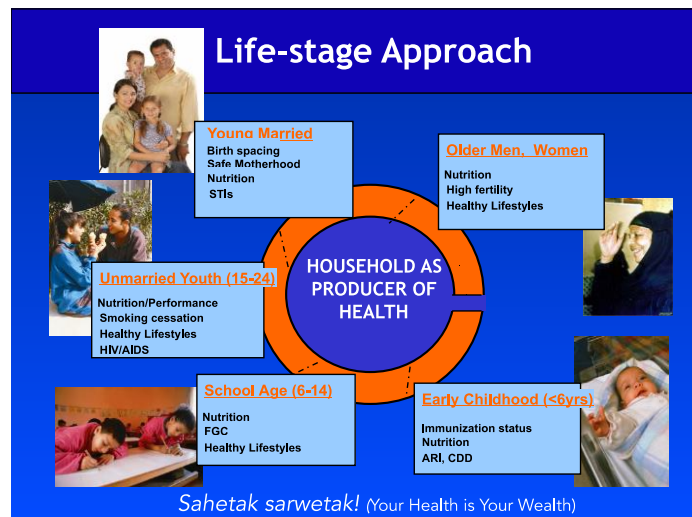 Life-stage Approach
Young Married
Birth spacing
Safe Motherhood
Nutrition
STIs
Older Men, Women
Nutrition
High fertility
Healthy Lifestyles
Unmarried Youth (15-24)
Nutrition/Performance
Smoking cessation
Healthy Lifestyles
HIV/AIDS
HOUSEHOLD AS
PRODUCER OF
HEALTH
School Age (6-14)
Nutrition
FGC
Healthy Lifestyles
Early Childhood (<6yrs)
Immunization status
Nutrition
ARI, CDD
Sahetak sarwetak! (Your Health is Your Wealth)